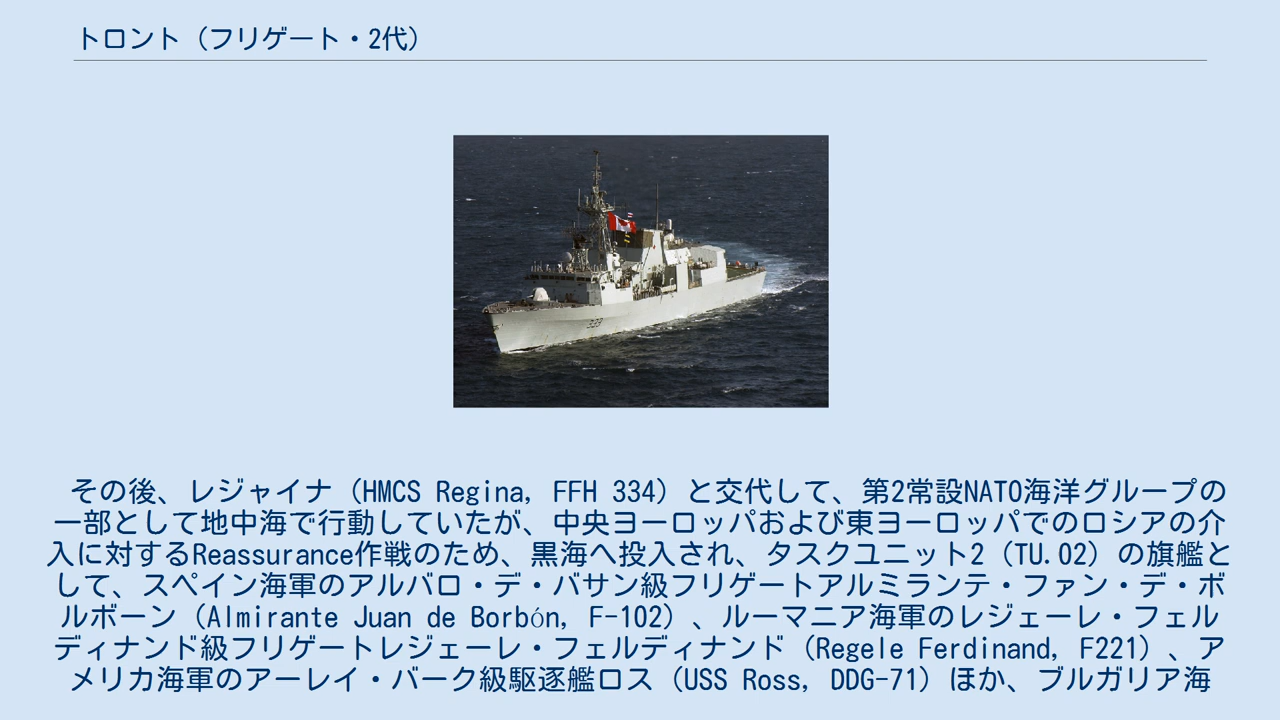 トロント（フリゲート・2代）
その後、レジャイナ（HMCS Regina, FFH 334）と交代して、第2常設NATO海洋グループの
一部として地中海で行動していたが、中央ヨーロッパおよび東ヨーロッパでのロシアの介
入に対するReassurance作戦のため、黒海へ投入され、タスクユニット2（TU.02）の旗艦と
して、スペイン海軍のアルバロ・デ・バサン級フリゲートアルミランテ・ファン・デ・ボ
ルボーン（Almirante Juan de Borbón, F-102）、ルーマニア海軍のレジェーレ・フェル
ディナンド級フリゲートレジェーレ・フェルディナンド（Regele Ferdinand, F221）、ア
メリカ海軍のアーレイ・バーク級駆逐艦ロス（USS Ross, DDG-71）ほか、ブルガリア海